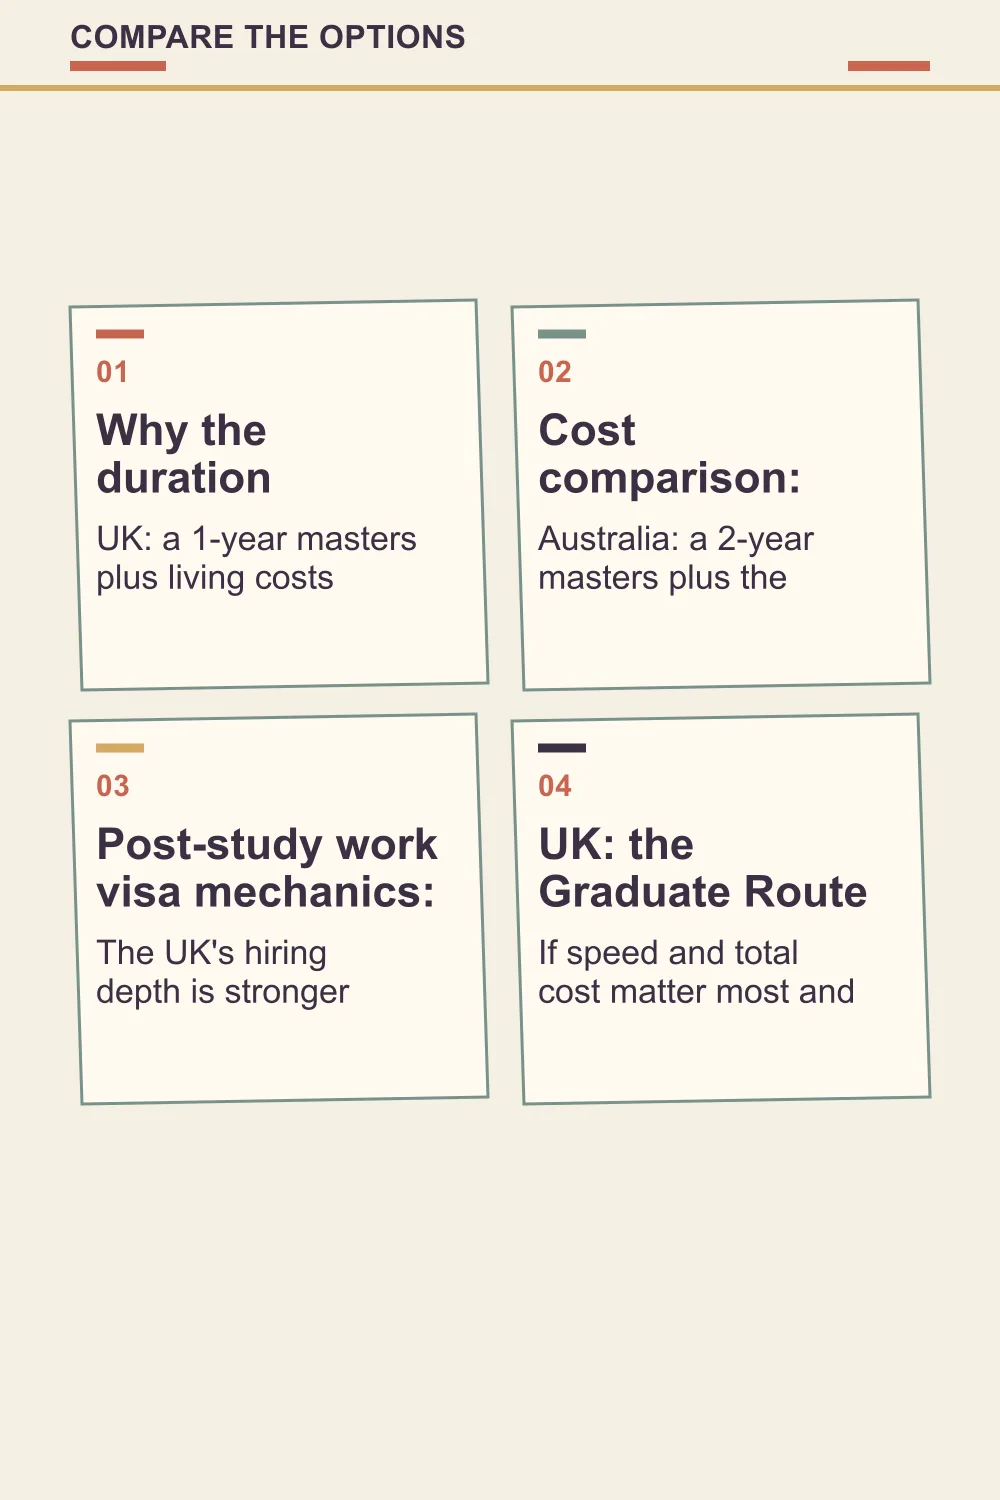 COMPARE THE OPTIONS
01
Why the
duration
UK: a 1-year masters
plus living costs
02
Cost
comparison:
Australia: a 2-year
masters plus the
03
Post-study work
visa mechanics:
The UK's hiring
depth is stronger
04
UK: the
Graduate Route
If speed and total
cost matter most and